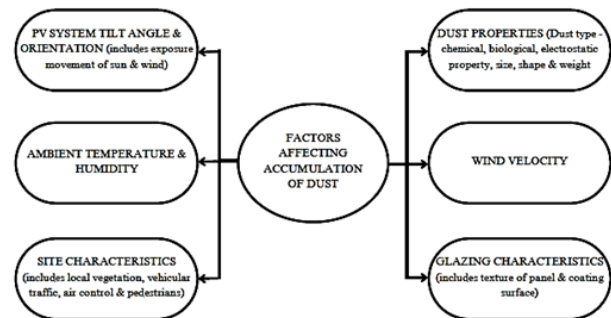 PV SYSTEM TILT ANGLE &
ORIENTATION (includes exposure
movement of sun & wind)
AMBIENT TEMPERATURE &
HUMIDITY
SITE CHARACTERISTICS
(includes local vegetation, vehicular
traffic, air control & pedestrians)
FACTORS
AFFECTING
ACCUMULATION
OF DUST
DUST PROPERTIES (Dust type -
chemical, biological, electrostatic
property, size, shape & weight
WIND VELOCITY
GLAZING CHARACTERISTICS
(includes texture of panel & coating
surface)